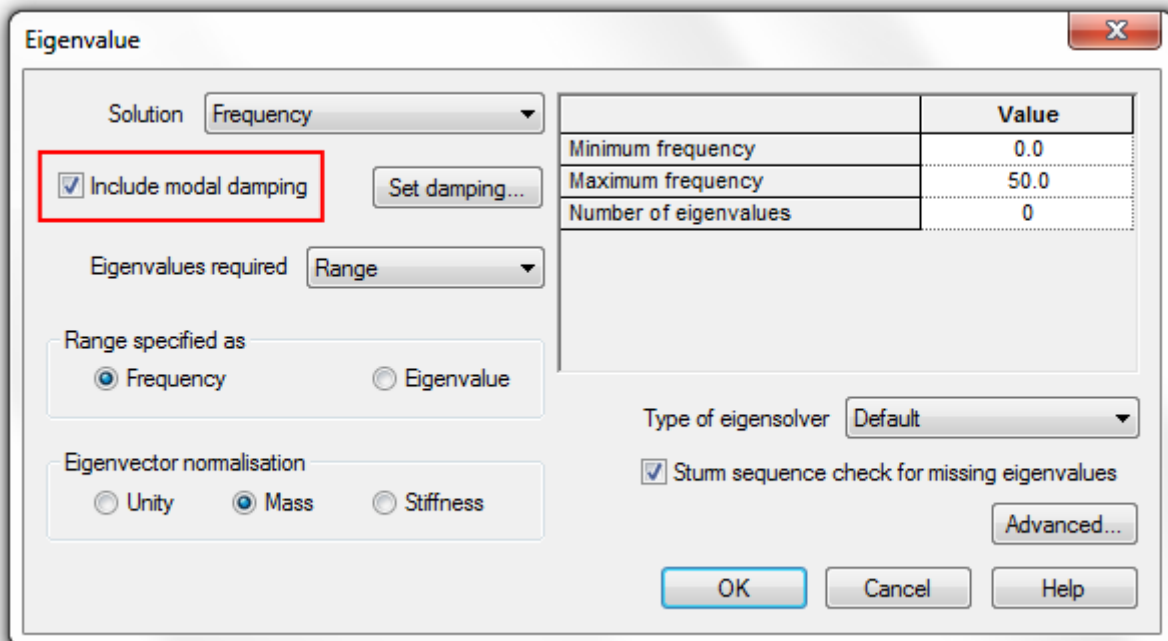 Eigenvalue
Solution Frequency
Include modal damping Set damping...
Eigenvalues required Range
Range specified as
Frequency Eigenvalue
Eigenvector normalisation
Unity Mass Stiffness
Value
Minimum frequency 0.0
Maximum frequency 50.0
Number of eigenvalues 0
Type of eigensolver Default
Sturm sequence check for missing eigenvalues
Advanced...
OK Cancel Help